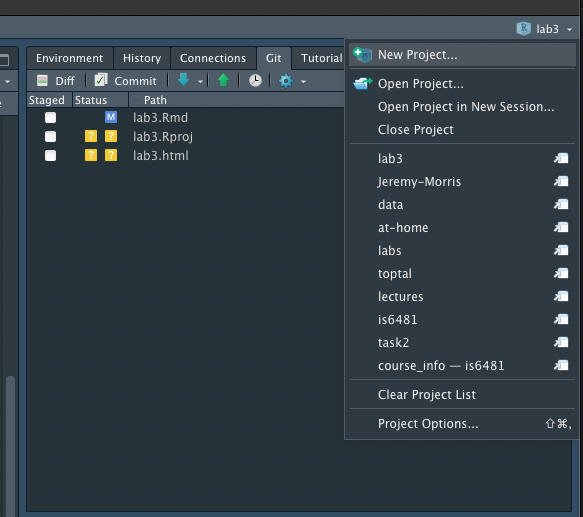 lab3
Environment History Connections Git Tutorial
Diff Commit
Staged Status Path
M lab3.Rmd
? ? lab3.Rproj
? ? lab3.html
New Project...
Open Project...
Open Project in New Session...
Close Project
lab3
Jeremy-Morris
data
at-home
labs
toptal
lectures
is6481
task2
course_info — is6481
Clear Project List
Project Options... ⇧⌘,